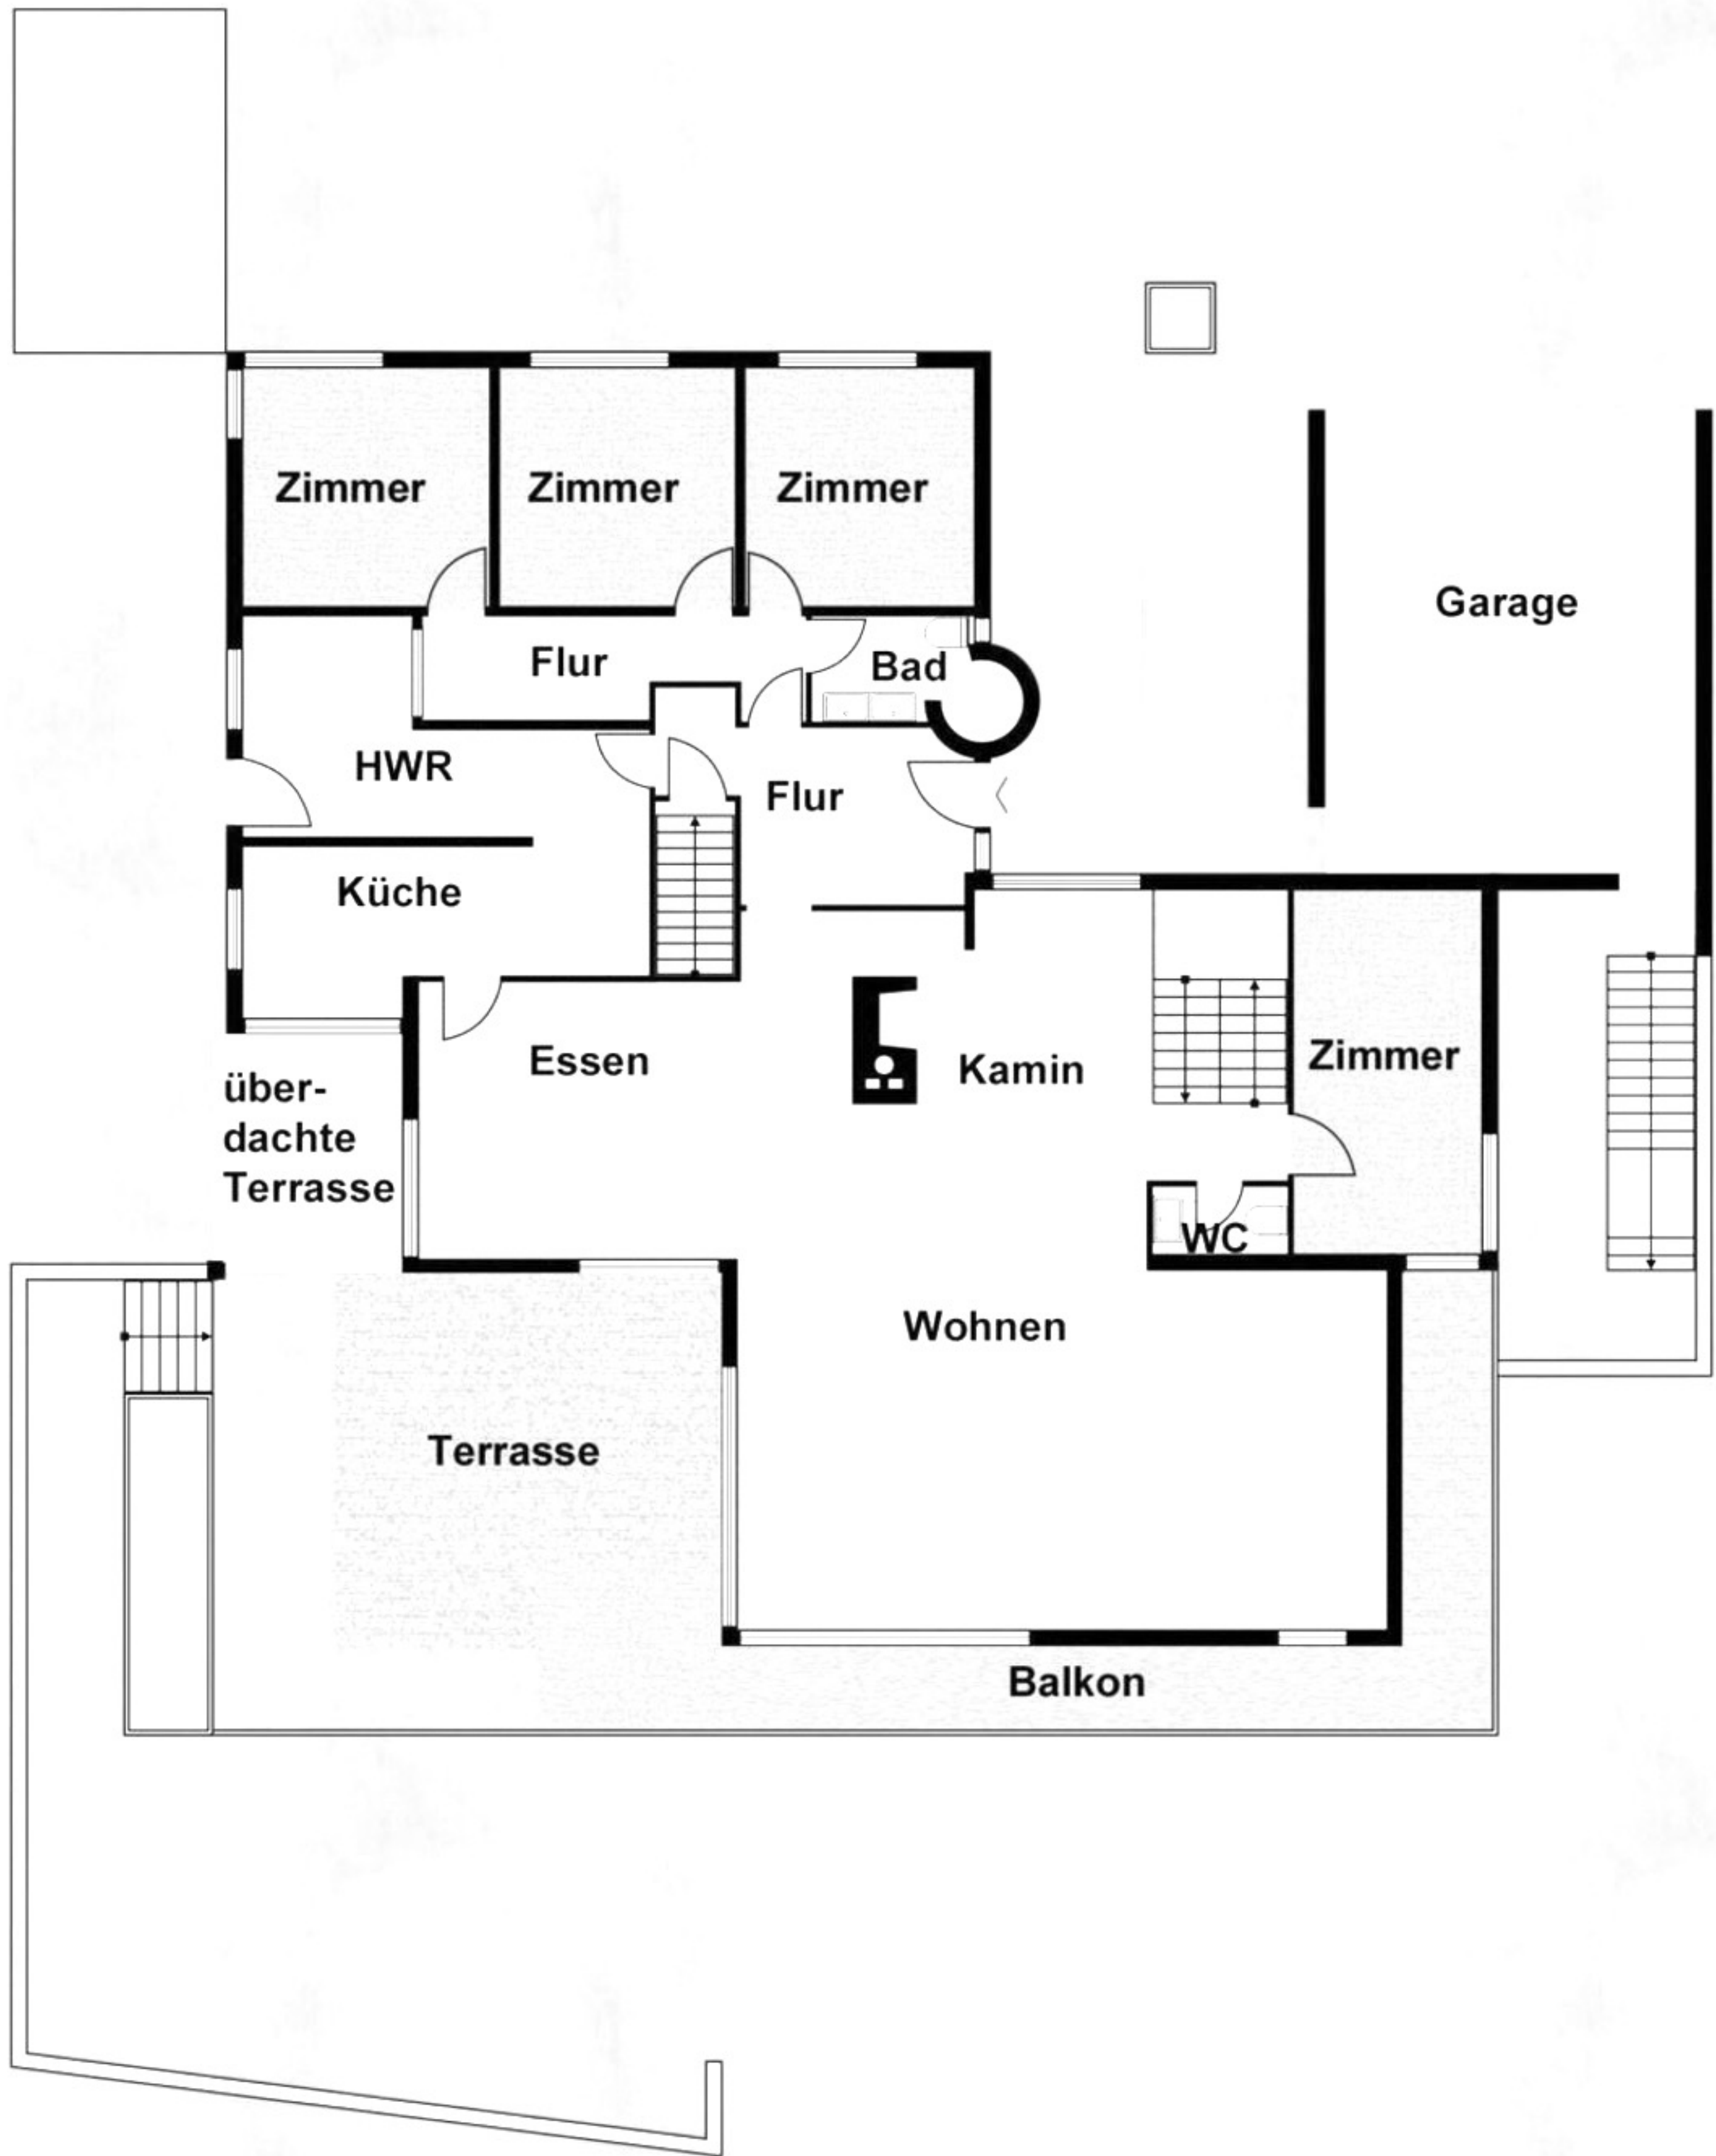 Zimmer
Zimmer
Zimmer
Garage
Flur
Bad
HWR
Flur
Küche
Essen
Kamin
Zimmer
über-
dachte
Terrasse
WC
Wohnen
Terrasse
Balkon